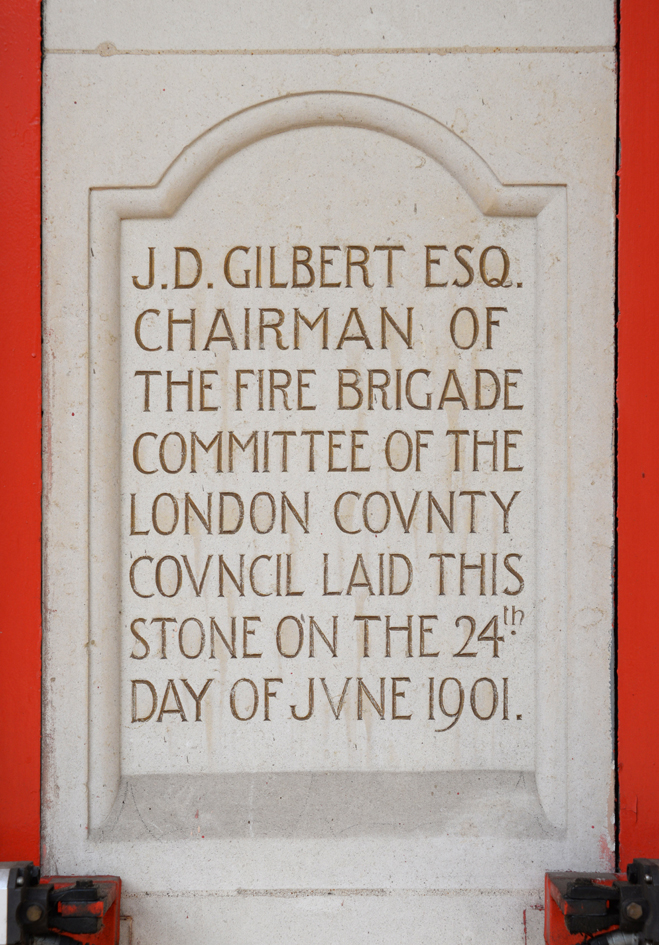 J.D. GILBERT ESQ.
CHAIRMAN OF
THE FIRE BRIGADE
COMMITTEE OF THE
LONDON COVNTY
COVNCIL LAID THIS
STONE ON THE 24th.
DAY OF JVNE 1901.